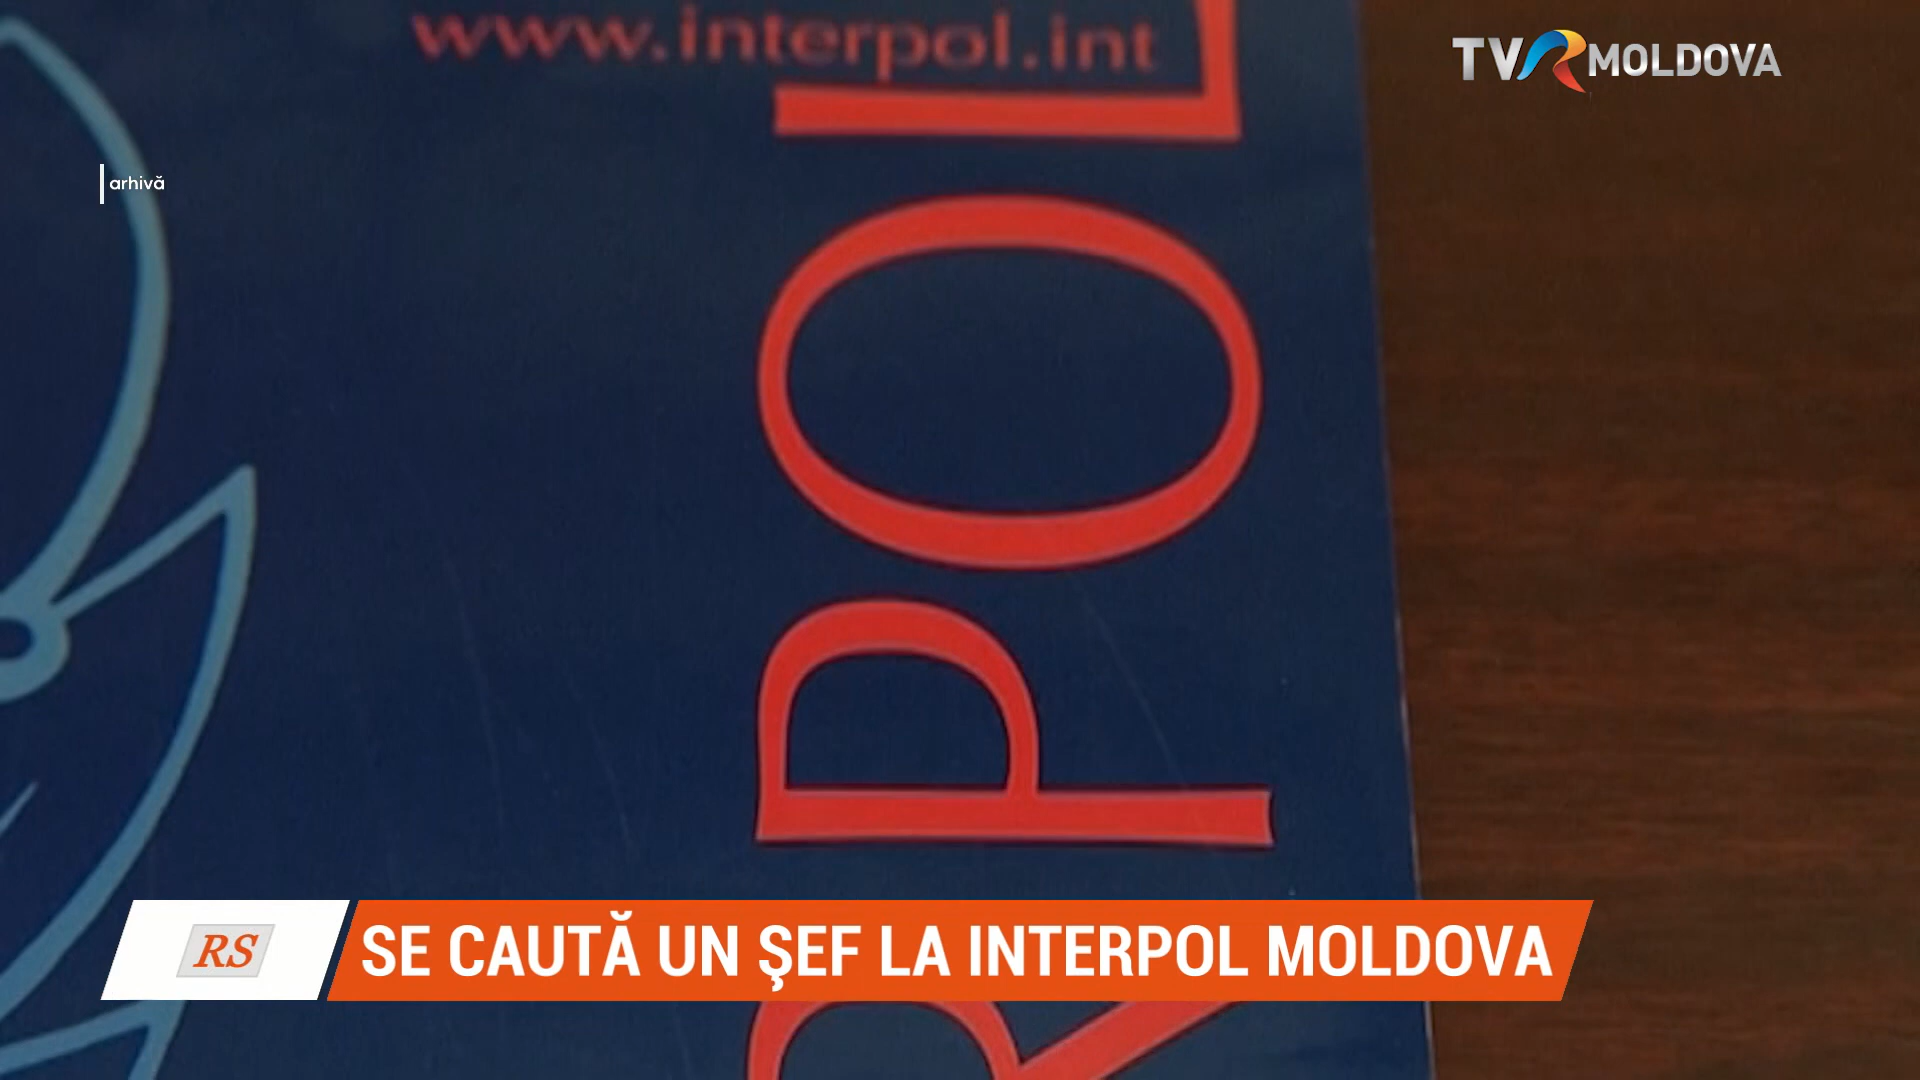 www.interpol.int
TVR MOLDOVA
arhivă
RPOL
RS
SE CAUTĂ UN ŞEF LA INTERPOL MOLDOVA